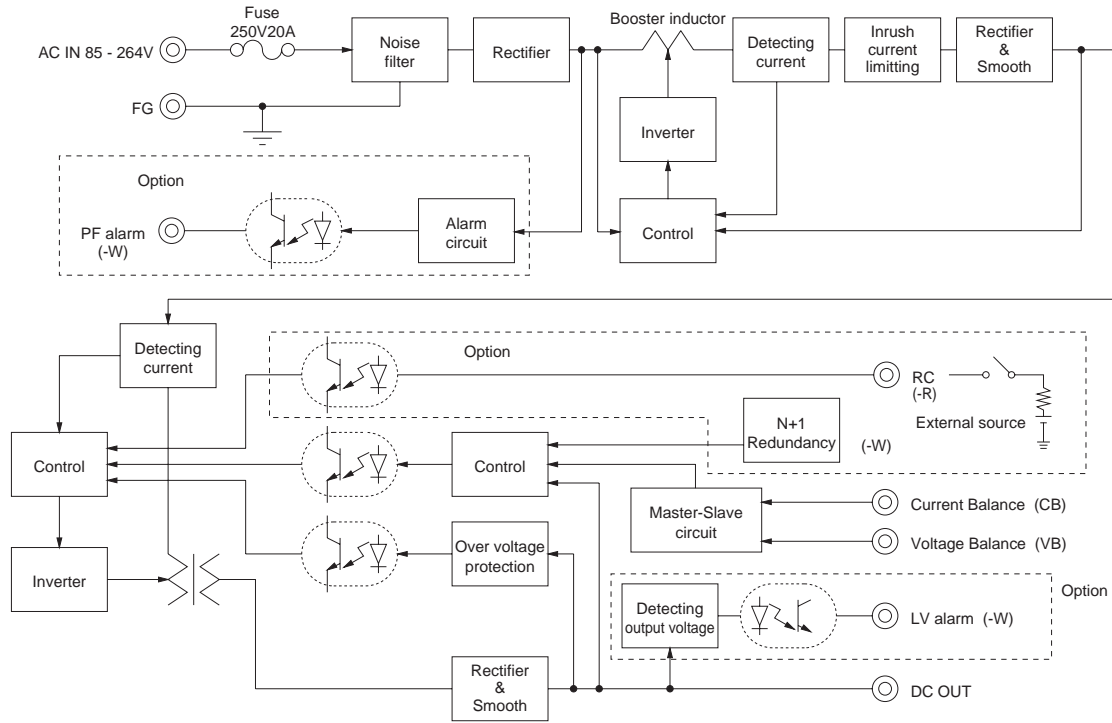 Fuse
250V20A
AC IN 85 - 264V
Noise
filter
Rectifier
Booster inductor
Detecting
current
Inrush
current
limitting
Rectifier
&
Smooth
FG
Inverter
Option
PF alarm
(-W)
Alarm
circuit
Control
Detecting
current
Option
RC
(-R)
External source
N+1
Redundancy
(-W)
Control
Control
Master-Slave
circuit
Current Balance (CB)
Voltage Balance (VB)
Inverter
Over voltage
protection
Option
Detecting
output voltage
LV alarm (-W)
Rectifier
&
Smooth
DC OUT